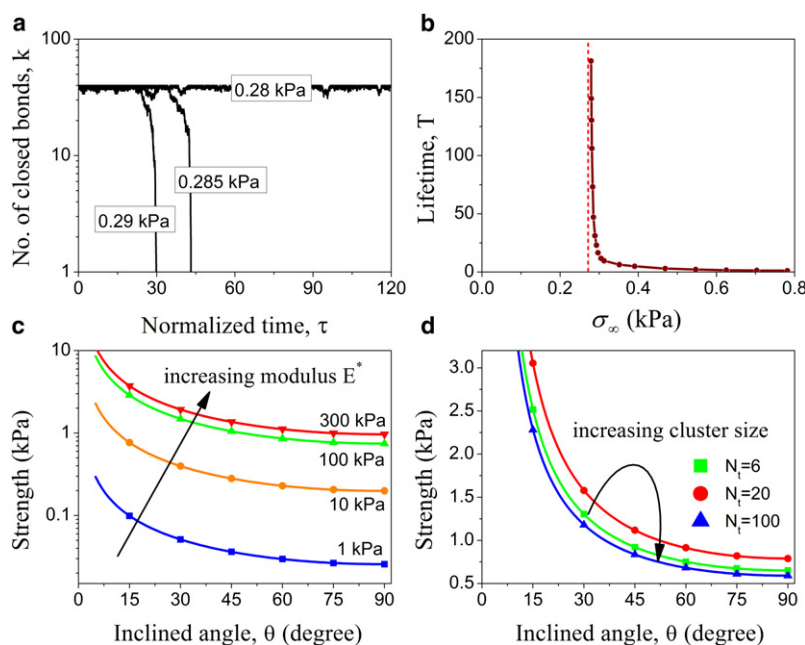 a
No. of closed bonds, k
100
10
1
0.28 kPa
0.285 kPa
0.29 kPa
30
60
90
120
Normalized time, τ
b
Lifetime, T
200
150
100
50
0
0.0
0.2
0.4
0.6
0.8
σ∞ (kPa)
c
Strength (kPa)
10
1
0.1
increasing modulus E*
300 kPa
100 kPa
10 kPa
1 kPa
0
15
30
45
60
75
90
Inclined angle, θ (degree)
d
Strength (kPa)
3.0
2.5
2.0
1.5
1.0
0.5
increasing cluster size
Nt=6
Nt=20
Nt=100
0
15
30
45
60
75
90
Inclined angle, θ (degree)